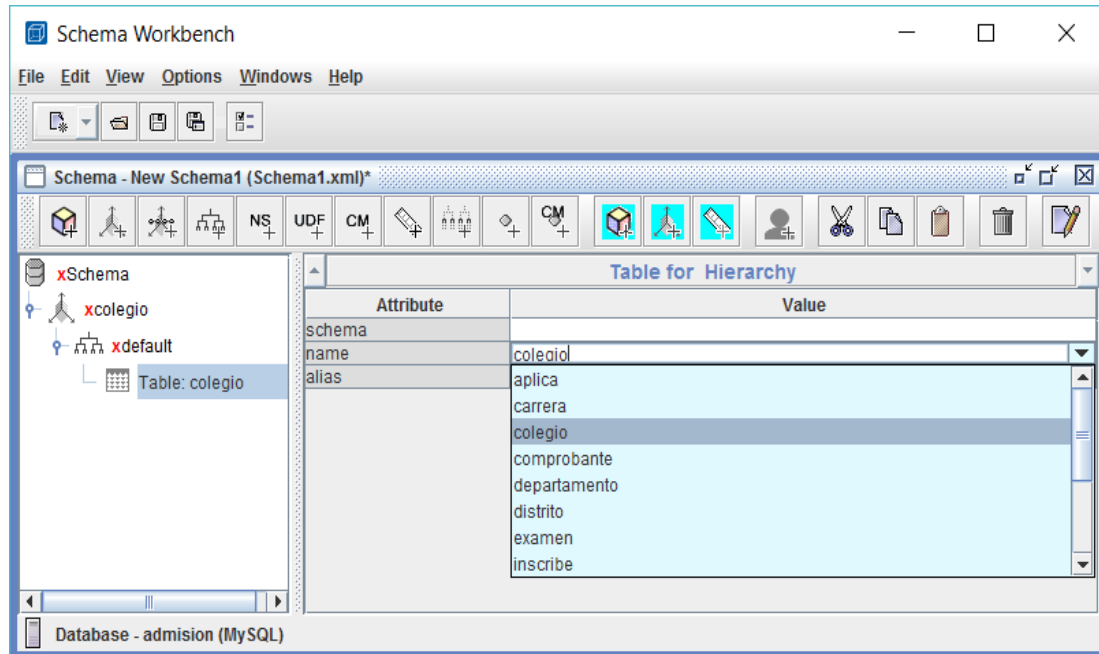 Schema Workbench
File Edit View Options Windows Help
Schema - New Schema1 (Schema1.xml)*
NS UDF CM CM
xSchema
xcolegio
xdefault
Table: colegio
Table for Hierarchy
Attribute Value
schema
name colegio
alias
aplica
carrera
colegio
comprobante
departamento
distrito
examen
inscribe
Database - admision (MySQL)